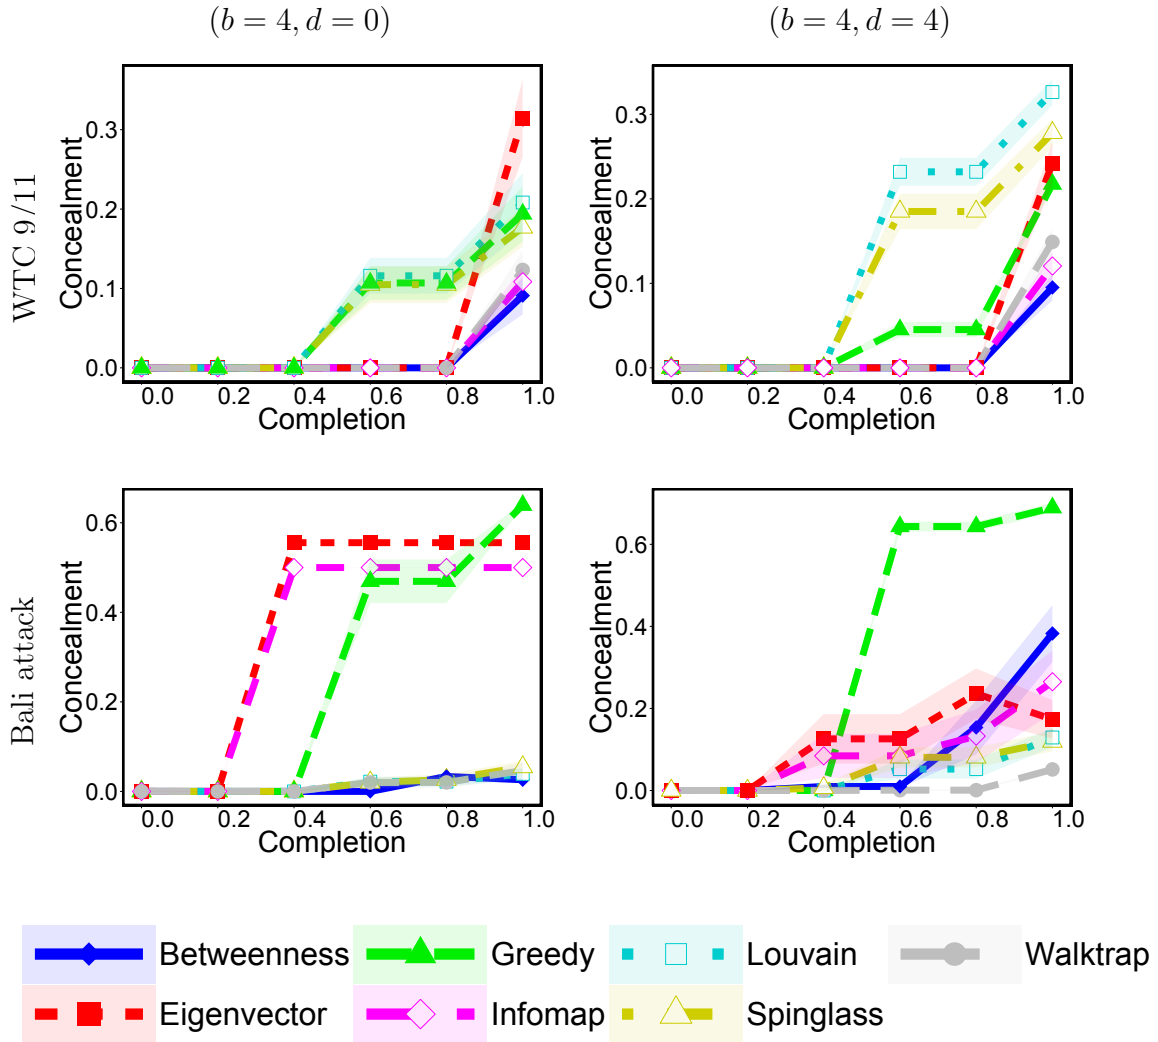 (b = 4, d = 0)
(b = 4, d = 4)
WTC 9/11
Concealment
0.3
0.2
0.1
0.0
0.0 0.2 0.4 0.6 0.8 1.0
Completion
Concealment
0.3
0.2
0.1
0.0
0.0 0.2 0.4 0.6 0.8 1.0
Completion
Bali attack
Concealment
0.6
0.4
0.2
0.0
0.0 0.2 0.4 0.6 0.8 1.0
Completion
Concealment
0.6
0.4
0.2
0.0
0.0 0.2 0.4 0.6 0.8 1.0
Completion
Betweenness Greedy Louvain Walktrap
Eigenvector Infomap Spinglass